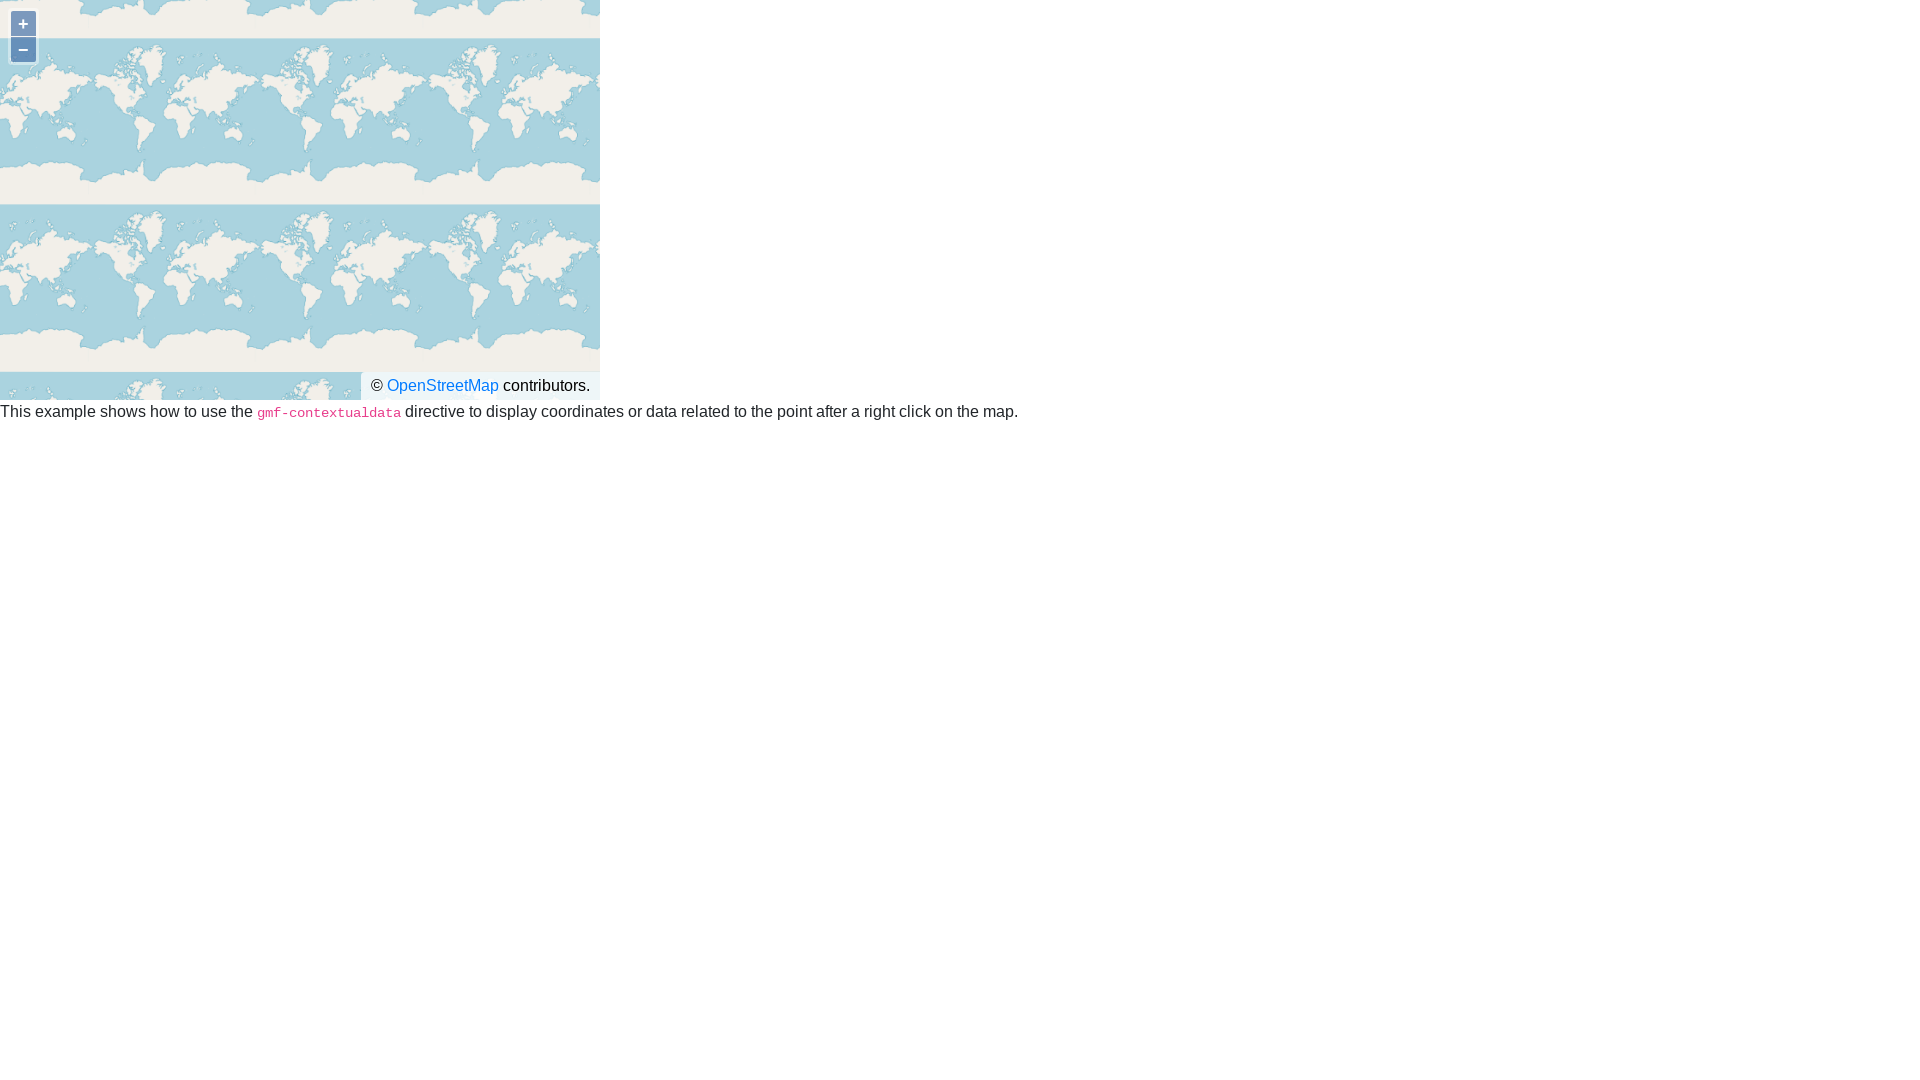 +
−
© OpenStreetMap contributors.
This example shows how to use the gmf-contextualdata directive to display coordinates or data related to the point after a right click on the map.